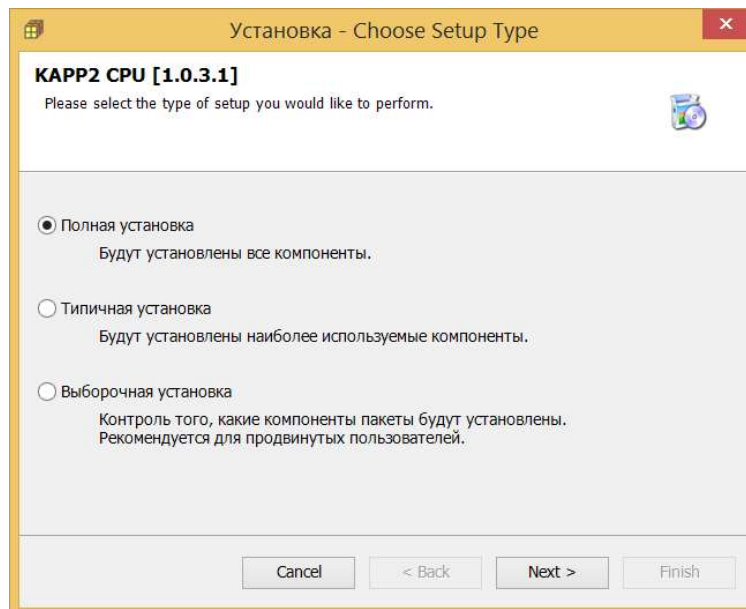 Установка - Choose Setup Type
KAPP2 CPU [1.0.3.1]
Please select the type of setup you would like to perform.
Полная установка
Будут установлены все компоненты.
Типичная установка
Будут установлены наиболее используемые компоненты.
Выборочная установка
Контроль того, какие компоненты пакеты будут установлены.
Рекомендуется для продвинутых пользователей.
Cancel
< Back
Next >
Finish